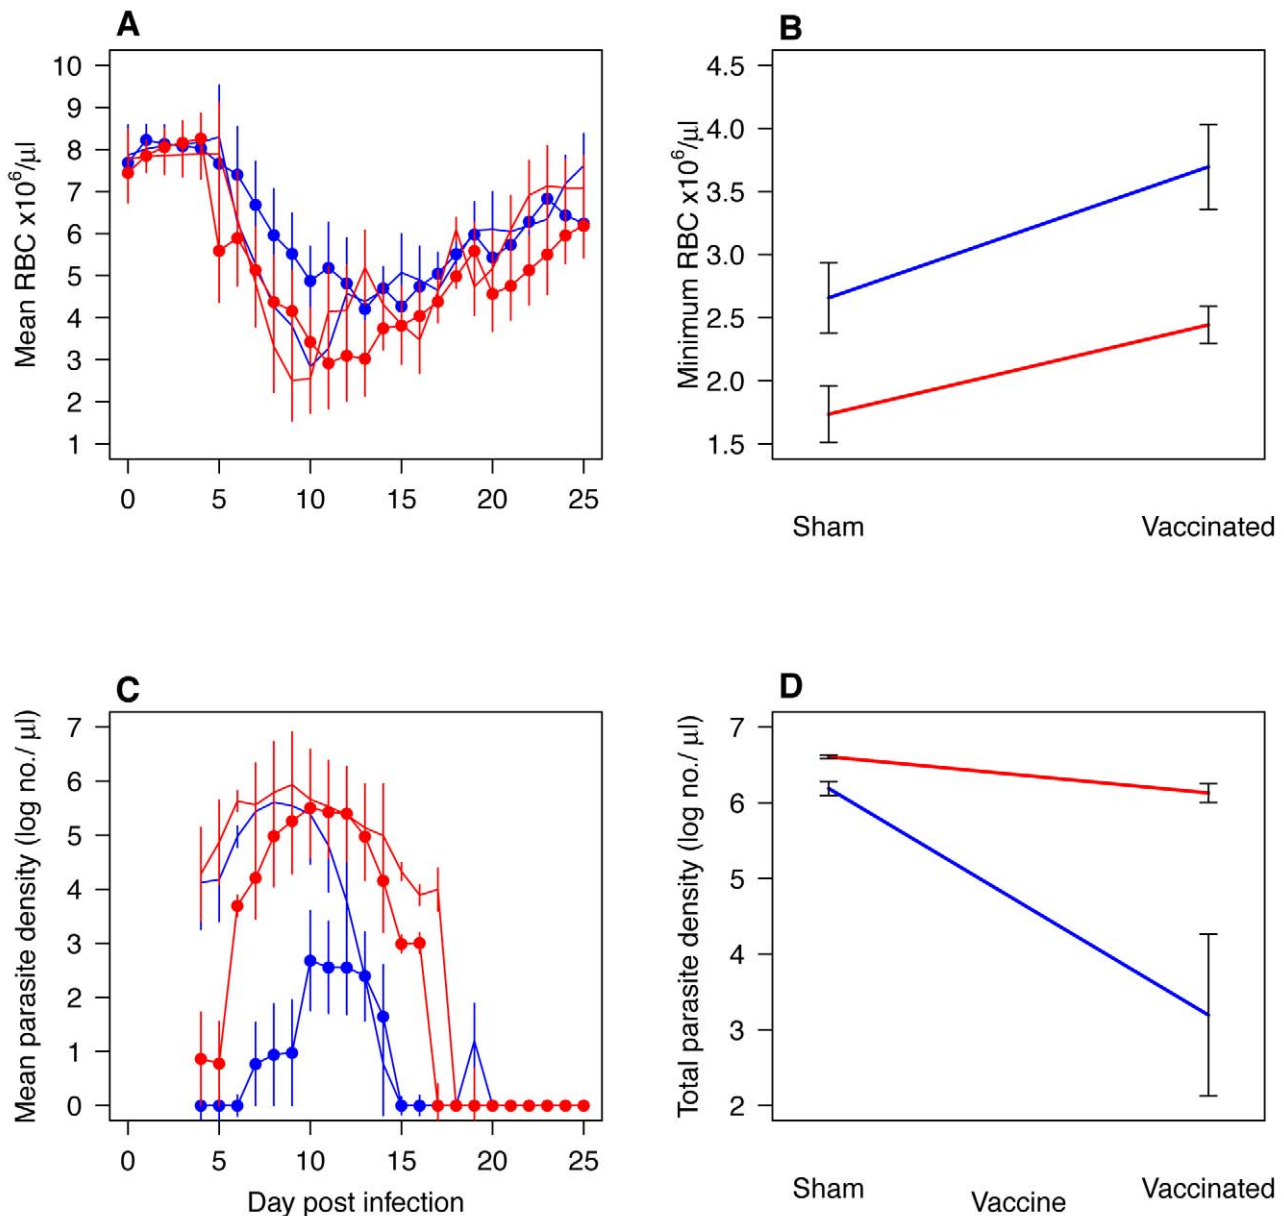 A
Mean RBC x10⁶/μl
10
9
8
7
6
5
4
3
2
1
0 5 10 15 20 25
B
Minimum RBC x10⁶/μl
4.5
4.0
3.5
3.0
2.5
2.0
1.5
Sham Vaccinated
C
Mean parasite density (log no./ μl)
7
6
5
4
3
2
1
0
0 5 10 15 20 25
Day post infection
D
Total parasite density (log no./ μl)
7
6
5
4
3
2
Sham Vaccinated
Vaccine